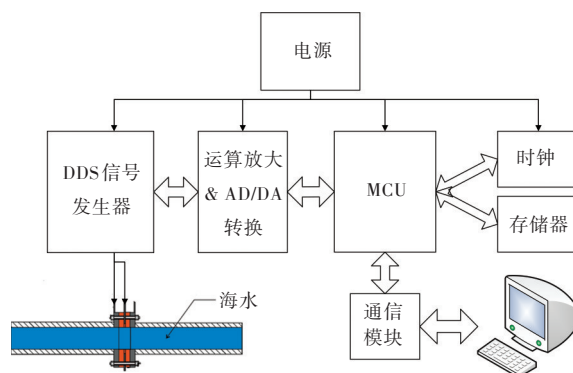 电源
DDS信号
发生器
运算放大
& AD/DA
转换
MCU
时钟
存储器
海水
通信
模块